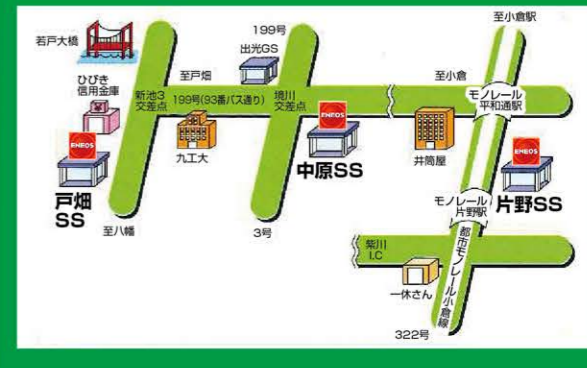 若戸大橋
ひびき
信用金庫
ENEOS
戸畑
SS
至八幡
新池3
交差点
至戸畑
199号(93番バス通り)
九工大
199号
出光GS
境川
交差点
ENEOS
中原SS
3号
至小倉
井筒屋
至小倉駅
モノレール
平和通駅
ENEOS
片野SS
モノレール
片野駅
紫川
I.C
一休さん
都市モノレール小倉線
322号